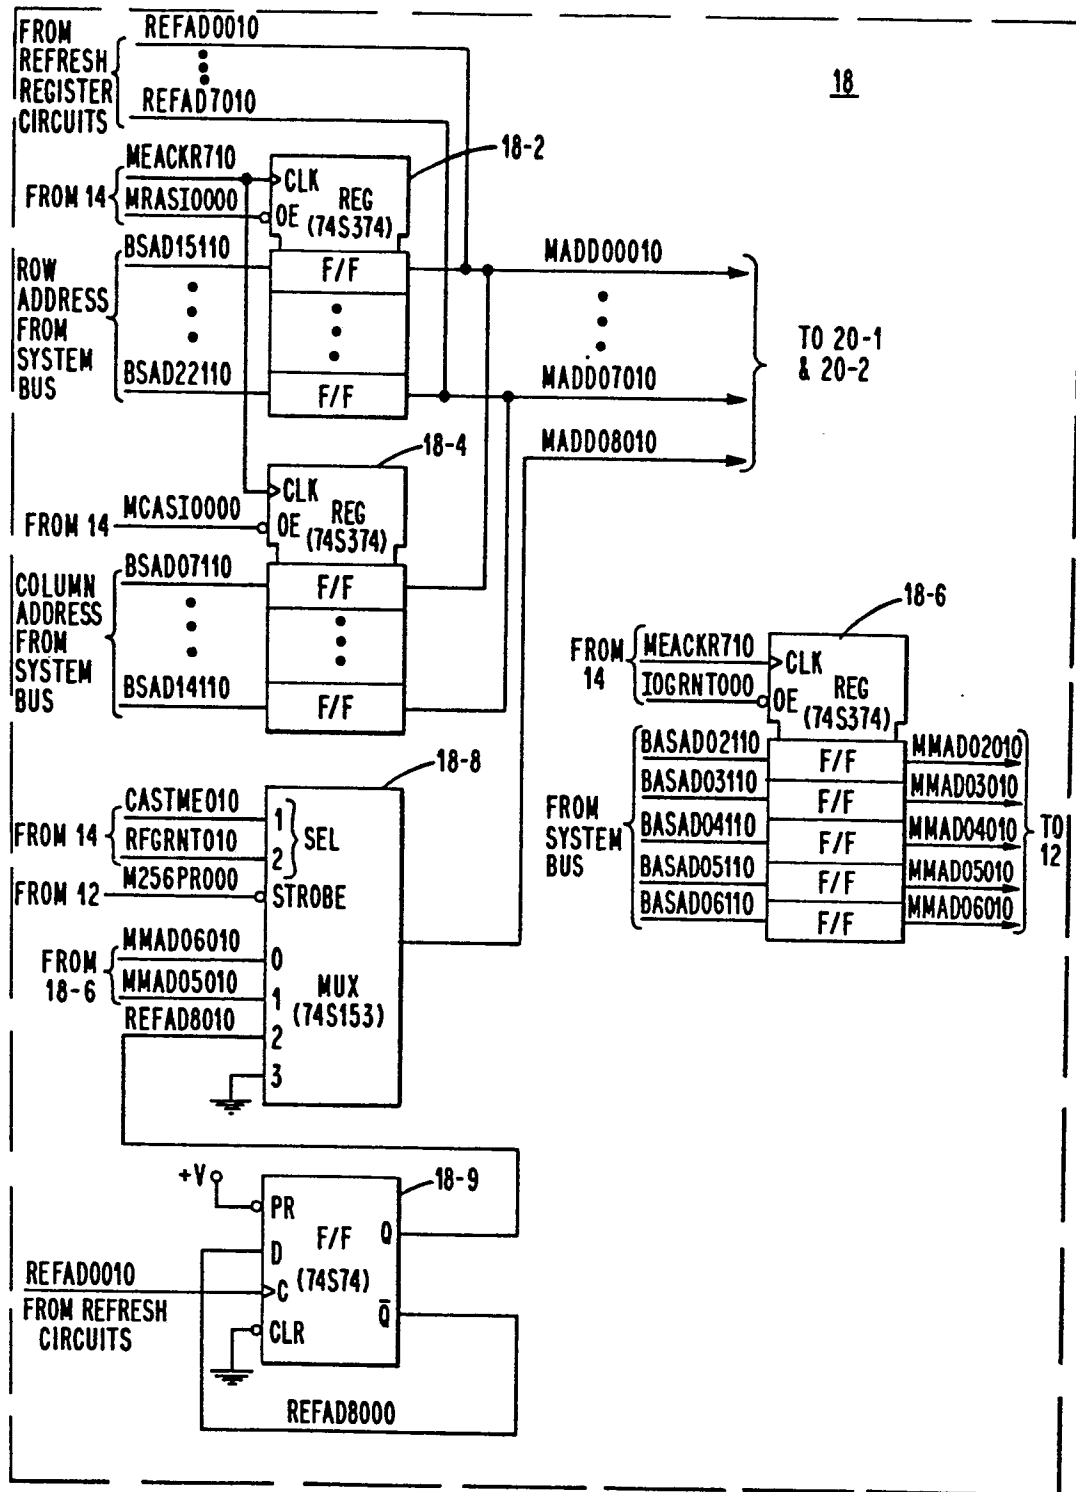 FROM
REFRESH
REGISTER
CIRCUITS
REFAD0010
REFAD7010
18
MEACKR710
FROM 14
MRASI0000
CLK
OE
REG
(74S374)
18-2
ROW
ADDRESS
FROM
SYSTEM
BUS
BSAD15110
BSAD22110
F/F
F/F
MADD00010
MADD07010
MADD08010
TO 20-1
& 20-2
18-4
FROM 14
MCASI0000
CLK
OE
REG
(74S374)
COLUMN
ADDRESS
FROM
SYSTEM
BUS
BSAD07110
BSAD14110
F/F
F/F
18-6
FROM
14
MEACKR710
IOGRNT000
CLK
OE
REG
(74S374)
FROM
SYSTEM
BUS
BASAD02110
F/F
MMAD02010
BASAD03110
F/F
MMAD03010
BASAD04110
F/F
MMAD04010
BASAD05110
F/F
MMAD05010
BASAD06110
F/F
MMAD06010
TO
12
18-8
FROM 14
CASTME010
RFGRNT010
1
2
SEL
FROM 12
M256PR000
STROBE
FROM
18-6
MMAD06010
MMAD05010
REFAD8010
0
1
2
3
MUX
(74S153)
18-9
+V
PR
D
C
CLR
F/F
(74S74)
Q
Q̅
REFAD0010
FROM REFRESH
CIRCUITS
REFAD8000